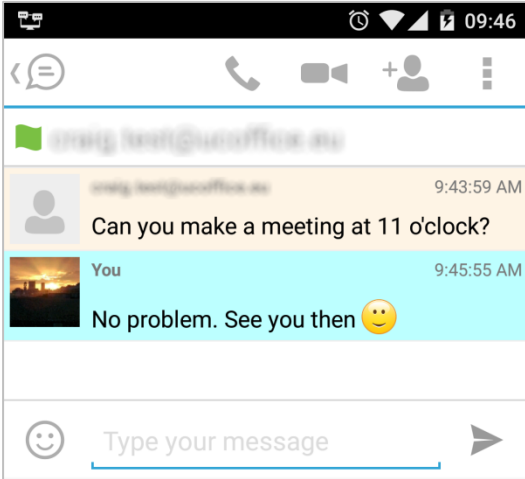 09:46
9:43:59 AM
Can you make a meeting at 11 o'clock?
You 9:45:55 AM
No problem. See you then
Type your message